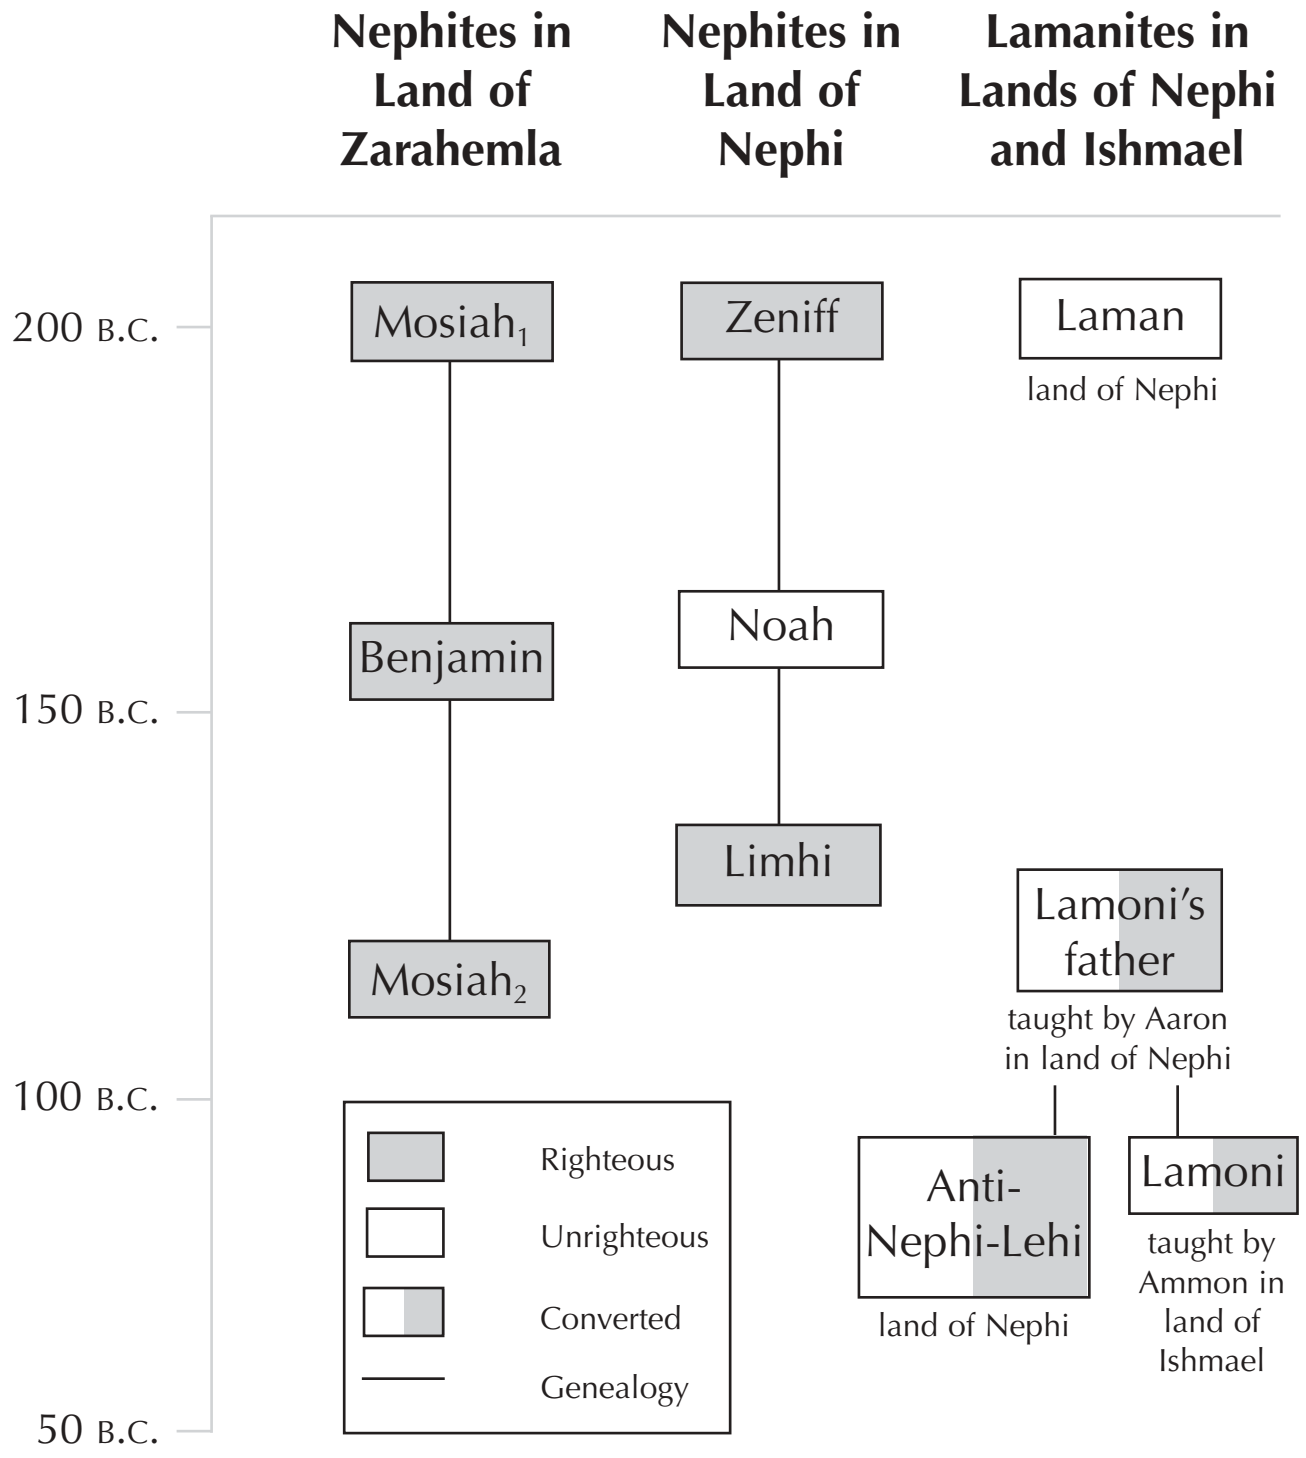 Nephites in
Land of
Zarahemla
Nephites in
Land of
Nephi
Lamanites in
Lands of Nephi
and Ishmael
200 B.C.
Mosiah₁
Zeniff
Laman
land of Nephi
Benjamin
Noah
150 B.C.
Limhi
Lamoni’s
father
taught by Aaron
in land of Nephi
Mosiah₂
100 B.C.
Anti-
Nephi-Lehi
land of Nephi
Lamoni
taught by
Ammon in
land of
Ishmael
Righteous
Unrighteous
Converted
Genealogy
50 B.C.